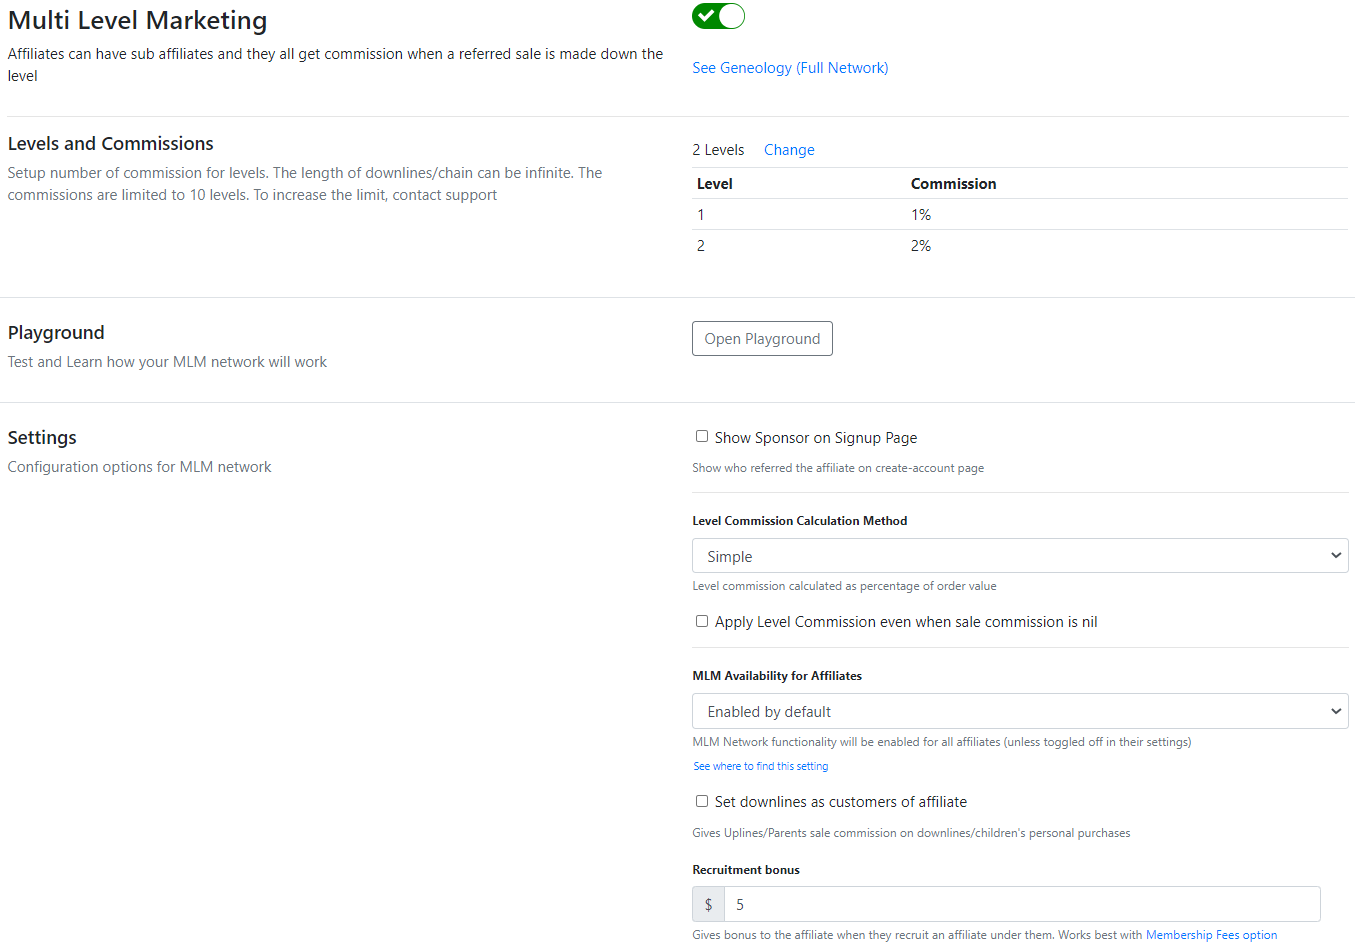 Multi Level Marketing
Affiliates can have sub affiliates and they all get commission when a referred sale is made down the
level
See Geneology (Full Network)
Levels and Commissions
Setup number of commission for levels. The length of downlines/chain can be infinite. The
commissions are limited to 10 levels. To increase the limit, contact support
2 Levels Change
Level Commission
1 1%
2 2%
Playground
Test and Learn how your MLM network will work
Open Playground
Settings
Configuration options for MLM network
Show Sponsor on Signup Page
Show who referred the affiliate on create-account page
Level Commission Calculation Method
Simple
Level commission calculated as percentage of order value
Apply Level Commission even when sale commission is nil
MLM Availability for Affiliates
Enabled by default
MLM Network functionality will be enabled for all affiliates (unless toggled off in their settings)
See where to find this setting
Set downlines as customers of affiliate
Gives Uplines/Parents sale commission on downlines/children's personal purchases
Recruitment bonus
$ 5
Gives bonus to the affiliate when they recruit an affiliate under them. Works best with Membership Fees option